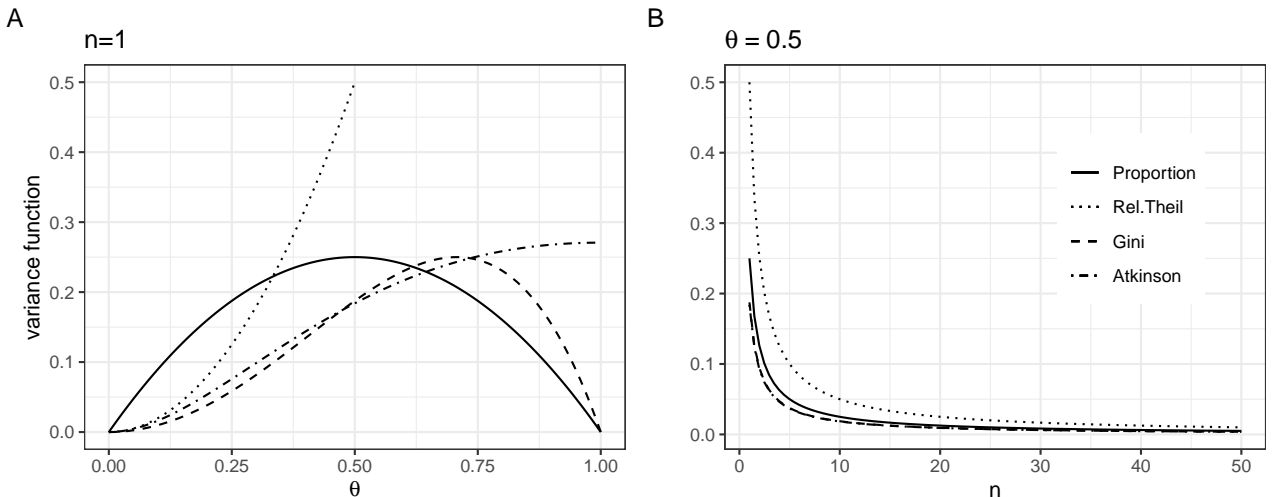 A
n=1
variance function
0.5
0.4
0.3
0.2
0.1
0.0
0.00
0.25
0.50
0.75
1.00
θ
B
θ = 0.5
0.5
0.4
0.3
0.2
0.1
0.0
Proportion
Rel.Theil
Gini
Atkinson
0
10
20
30
40
50
n